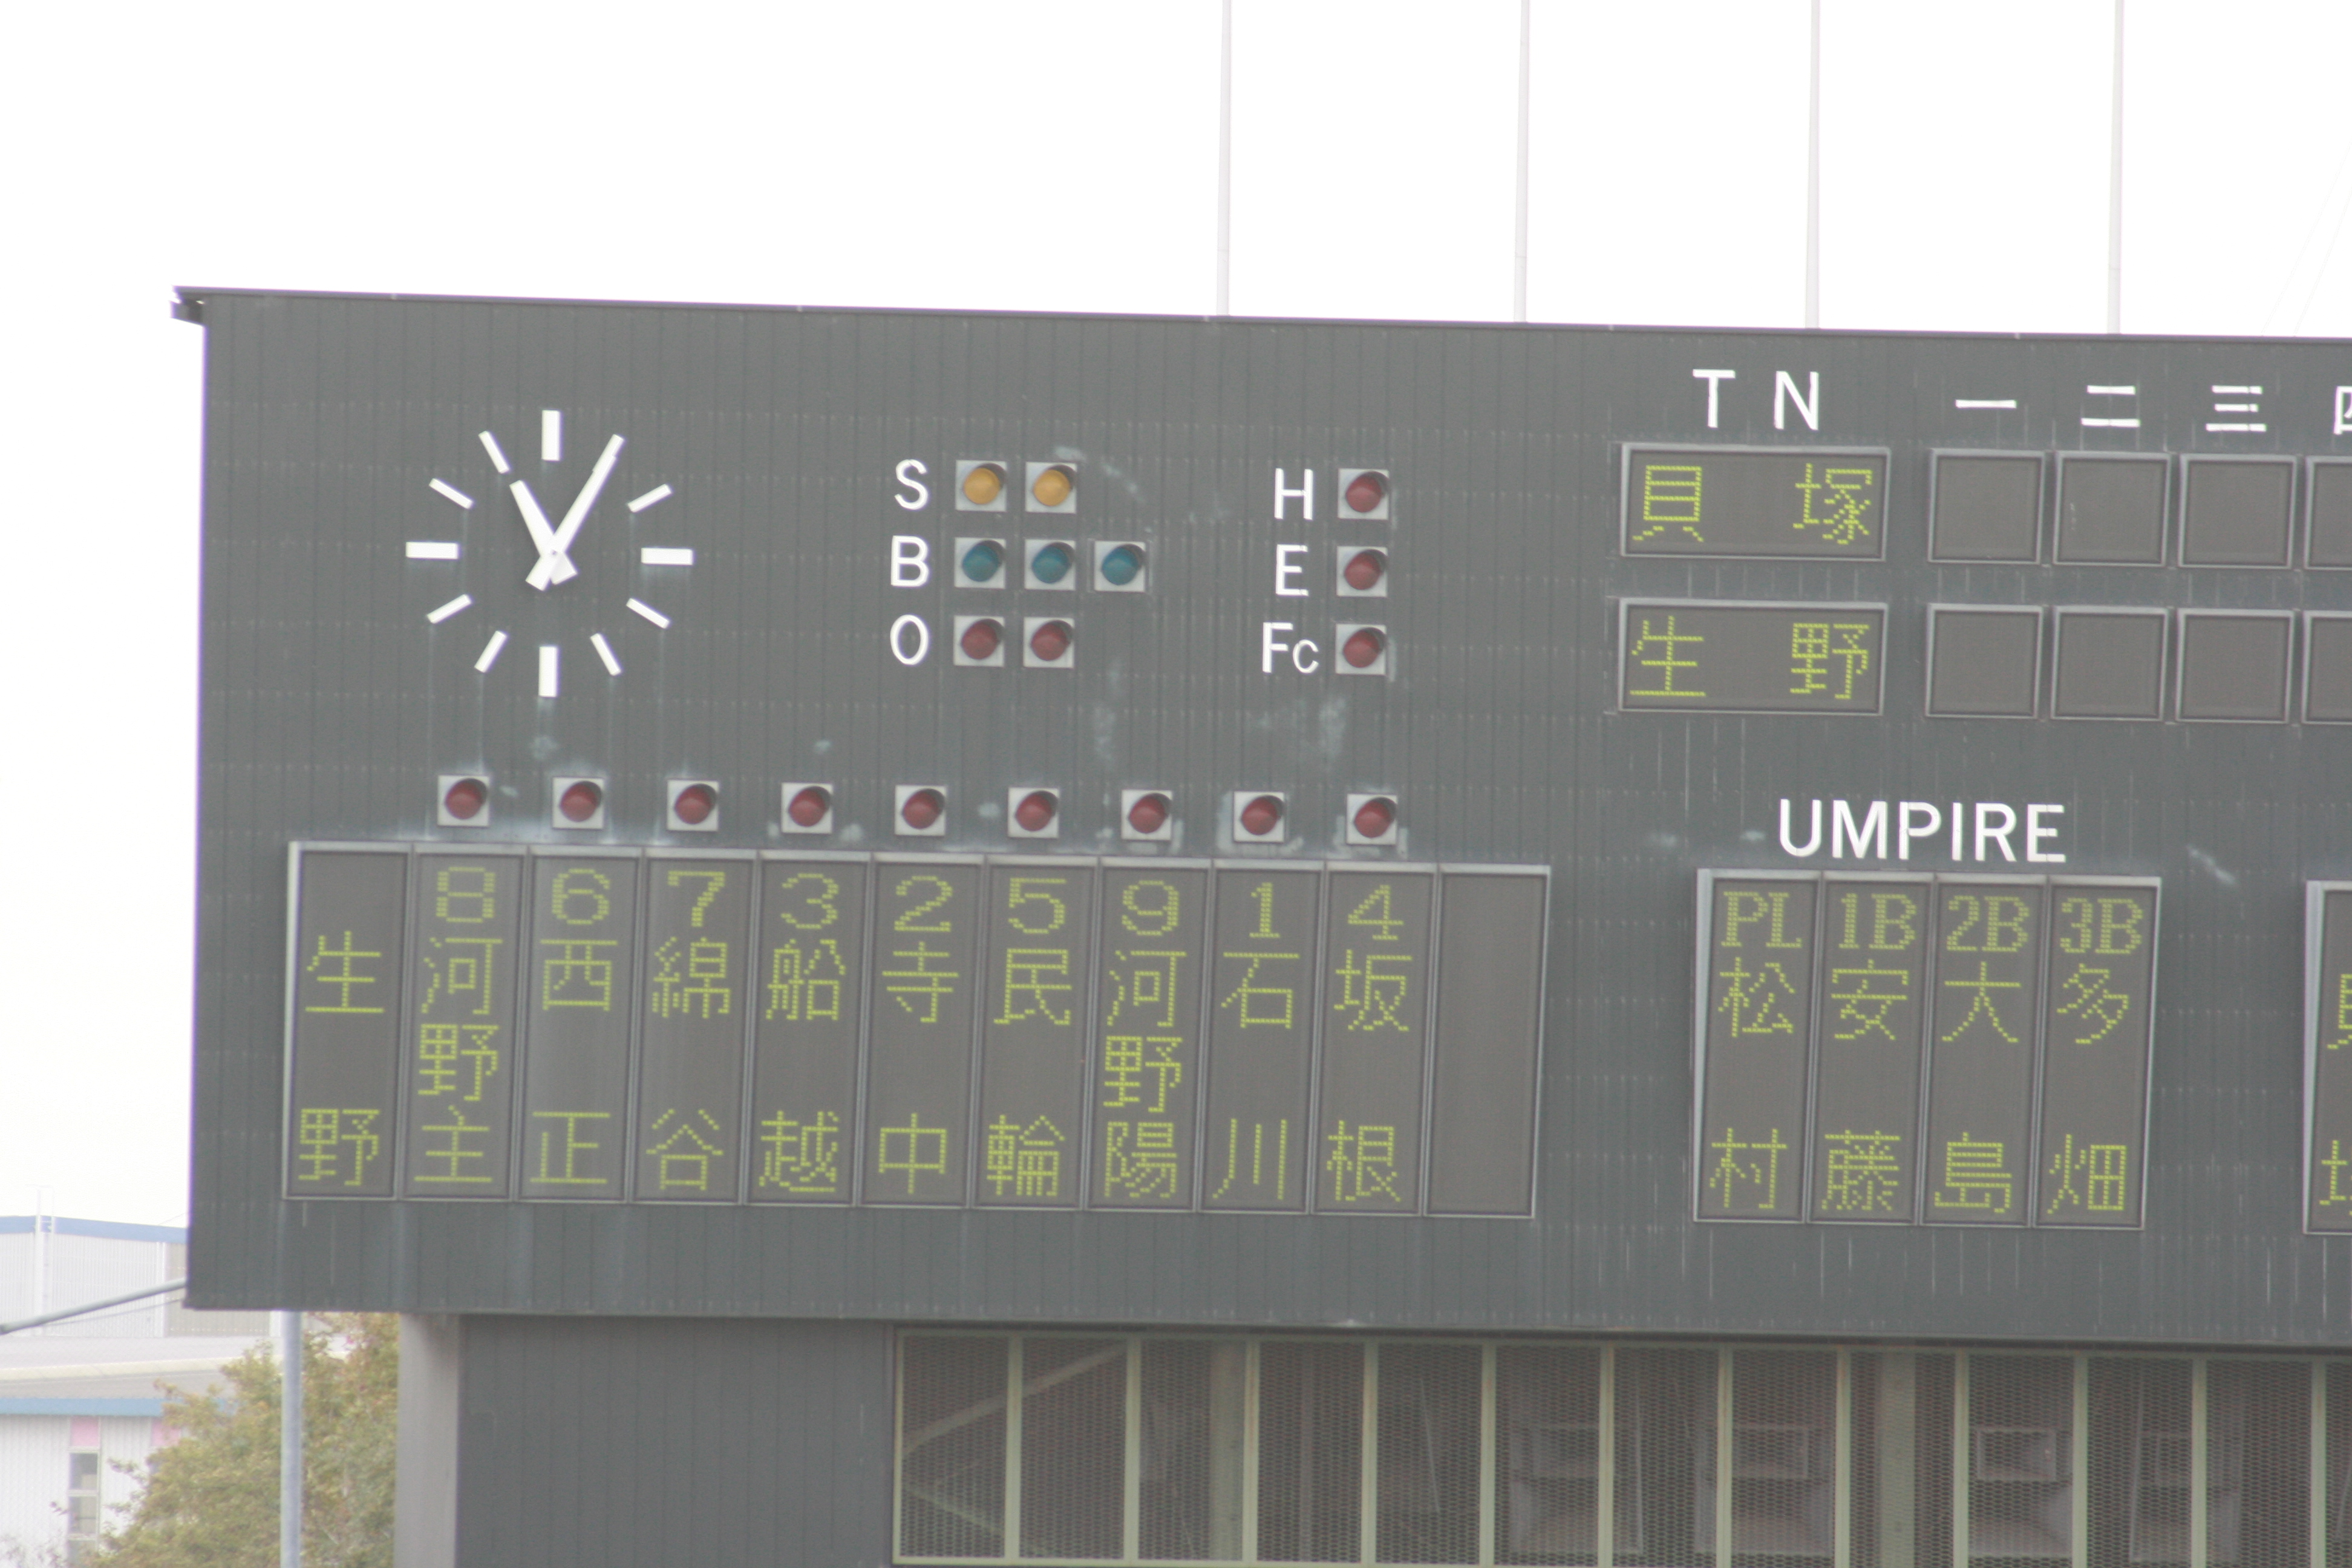 T N 一 二 三
S H
貝塚
B E
O Fc
生野
UMPIRE
生野
8 河野主
6 西正
7 綿谷
3 船越
2 寺中
5 民輪
9 河野陽
1 石川
4 坂根
PL 松村
1B 安藤
2B 大島
3B 多畑